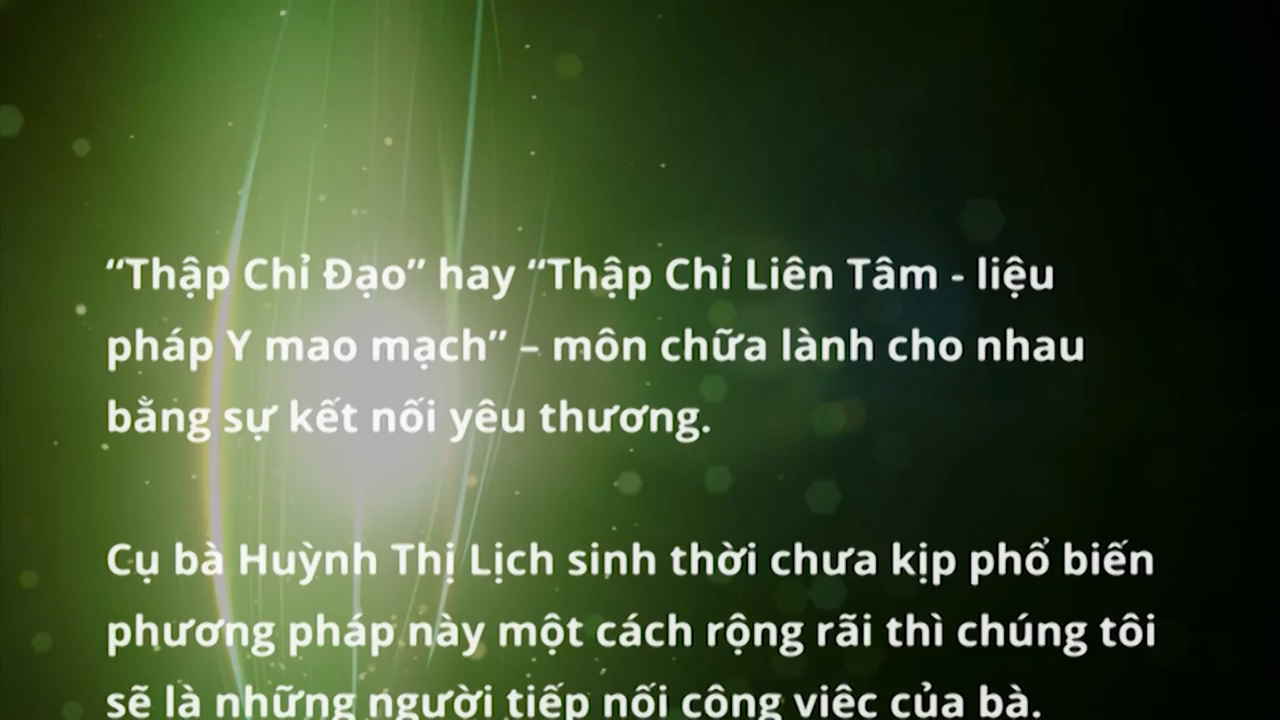 “Thập Chỉ Đạo” hay “Thập Chỉ Liên Tâm - liệu
pháp Y mao mạch” – môn chữa lành cho nhau
bằng sự kết nối yêu thương.
Cụ bà Huỳnh Thị Lịch sinh thời chưa kịp phổ biến
phương pháp này một cách rộng rãi thì chúng tôi
sẽ là những người tiếp nối công việc của bà.